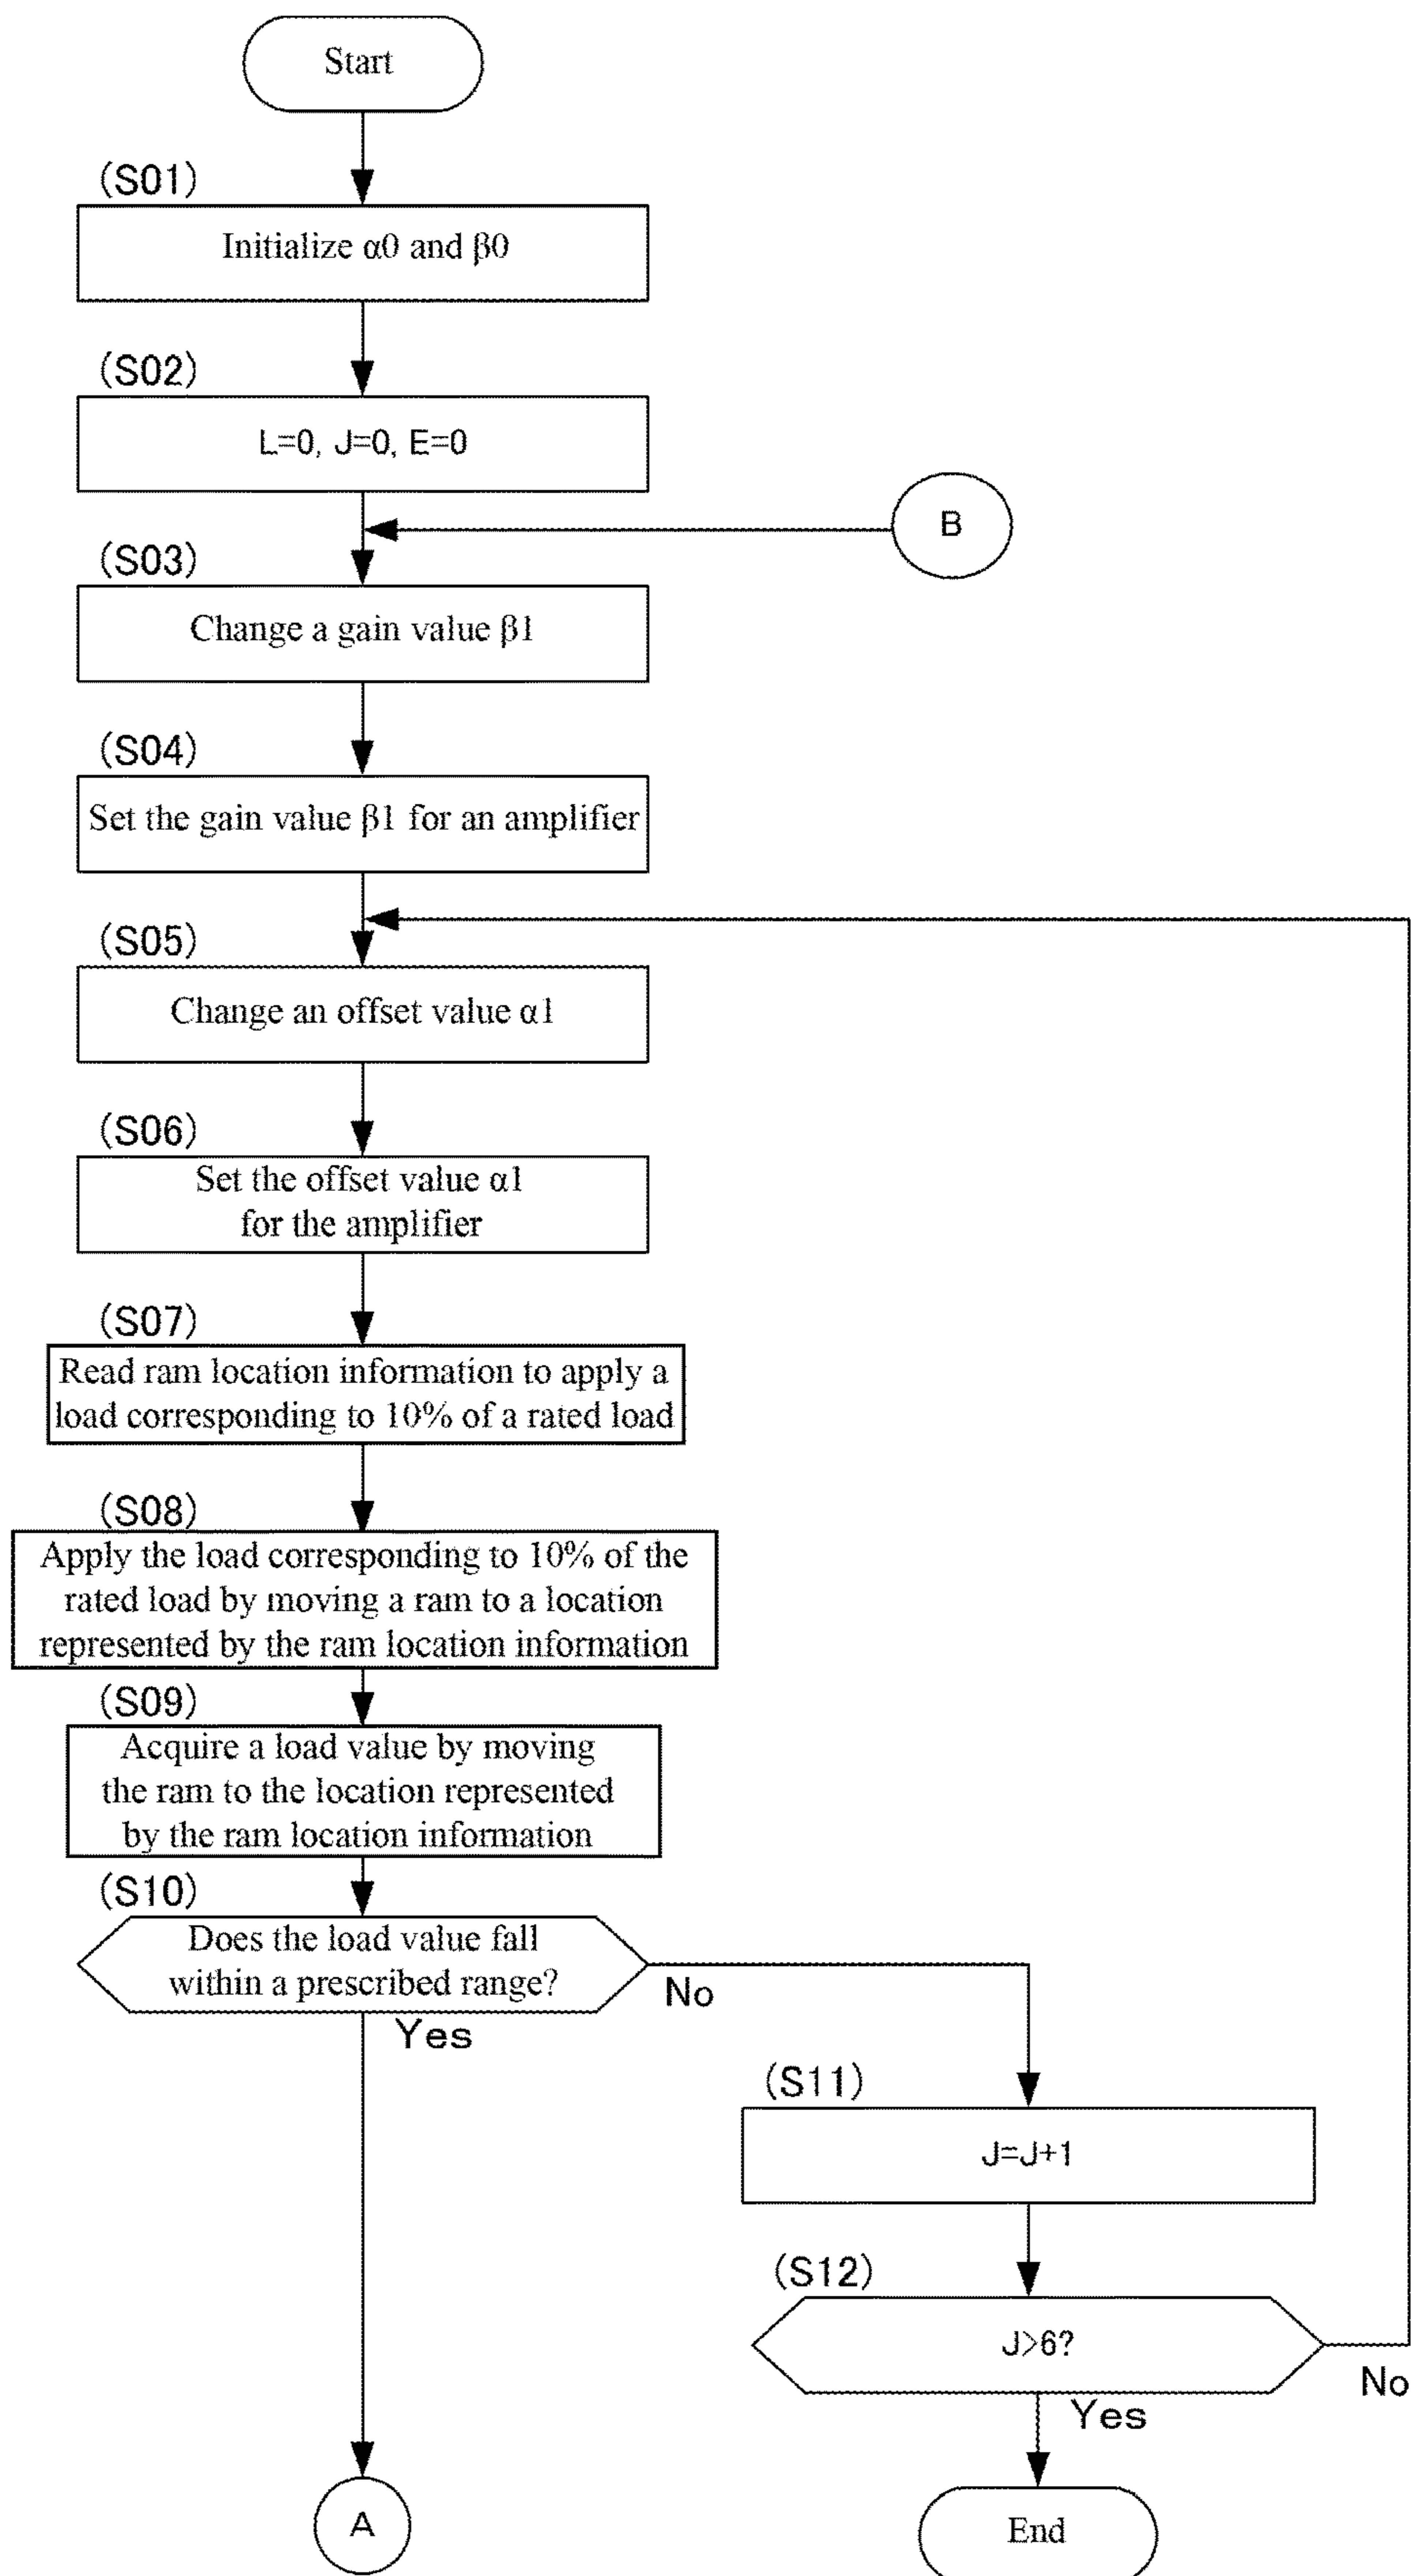 Start
(S01)
Initialize α0 and β0
(S02)
L=0, J=0, E=0
B
(S03)
Change a gain value β1
(S04)
Set the gain value β1 for an amplifier
(S05)
Change an offset value α1
(S06)
Set the offset value α1
for the amplifier
(S07)
Read ram location information to apply a
load corresponding to 10% of a rated load
(S08)
Apply the load corresponding to 10% of the
rated load by moving a ram to a location
represented by the ram location information
(S09)
Acquire a load value by moving
the ram to the location represented
by the ram location information
(S10)
Does the load value fall
within a prescribed range?
No
Yes
(S11)
J=J+1
(S12)
J>6?
No
Yes
A
End